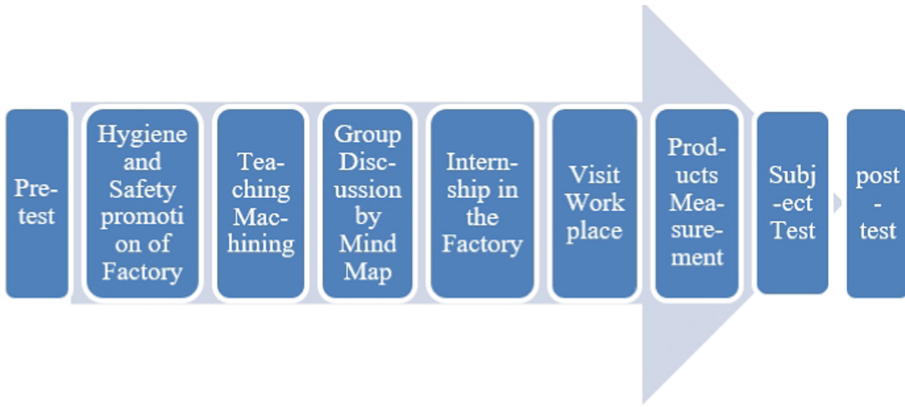 Pre-
test
Hygiene
and
Safety
promoti
on of
Factory
Tea-
ching
Mac-
hining
Group
Disc-
ussion
by
Mind
Map
Intern-
ship in
the
Factory
Visit
Work
place
Prod-
ucts
Mea-
sure-
ment
Subj
-ect
Test
post
-
test